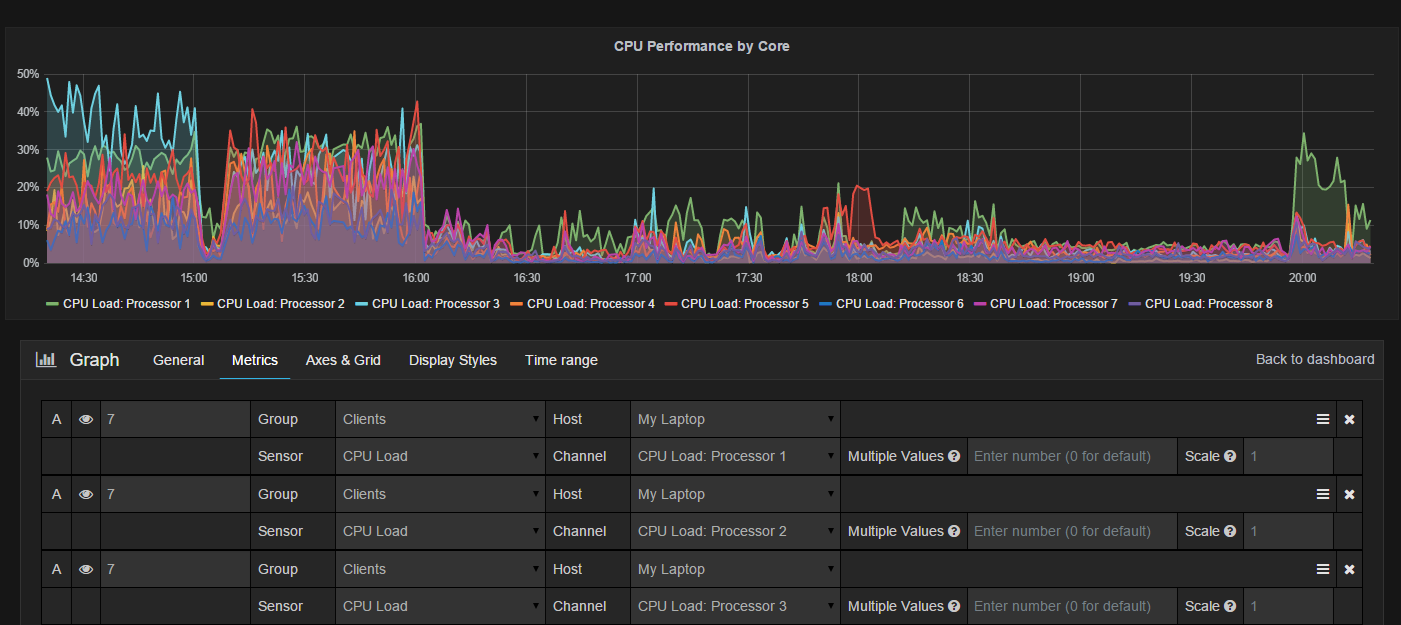 CPU Performance by Core
50%
40%
30%
20%
10%
0%
14:30 15:00 15:30 16:00 16:30 17:00 17:30 18:00 18:30 19:00 19:30 20:00
CPU Load: Processor 1 CPU Load: Processor 2 CPU Load: Processor 3 CPU Load: Processor 4 CPU Load: Processor 5 CPU Load: Processor 6 CPU Load: Processor 7 CPU Load: Processor 8
Graph General Metrics Axes & Grid Display Styles Time range Back to dashboard
A 7 Group Clients Host My Laptop
Sensor CPU Load Channel CPU Load: Processor 1 Multiple Values ? Enter number (0 for default) Scale ? 1
A 7 Group Clients Host My Laptop
Sensor CPU Load Channel CPU Load: Processor 2 Multiple Values ? Enter number (0 for default) Scale ? 1
A 7 Group Clients Host My Laptop
Sensor CPU Load Channel CPU Load: Processor 3 Multiple Values ? Enter number (0 for default) Scale ? 1